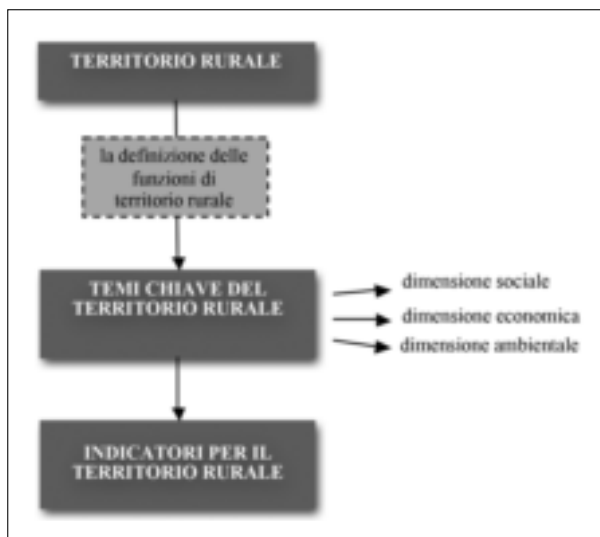 TERRITORIO RURALE
la definizione delle
funzioni di
territorio rurale
TEMI CHIAVE DEL
TERRITORIO RURALE
dimensione sociale
dimensione economica
dimensione ambientale
INDICATORI PER IL
TERRITORIO RURALE